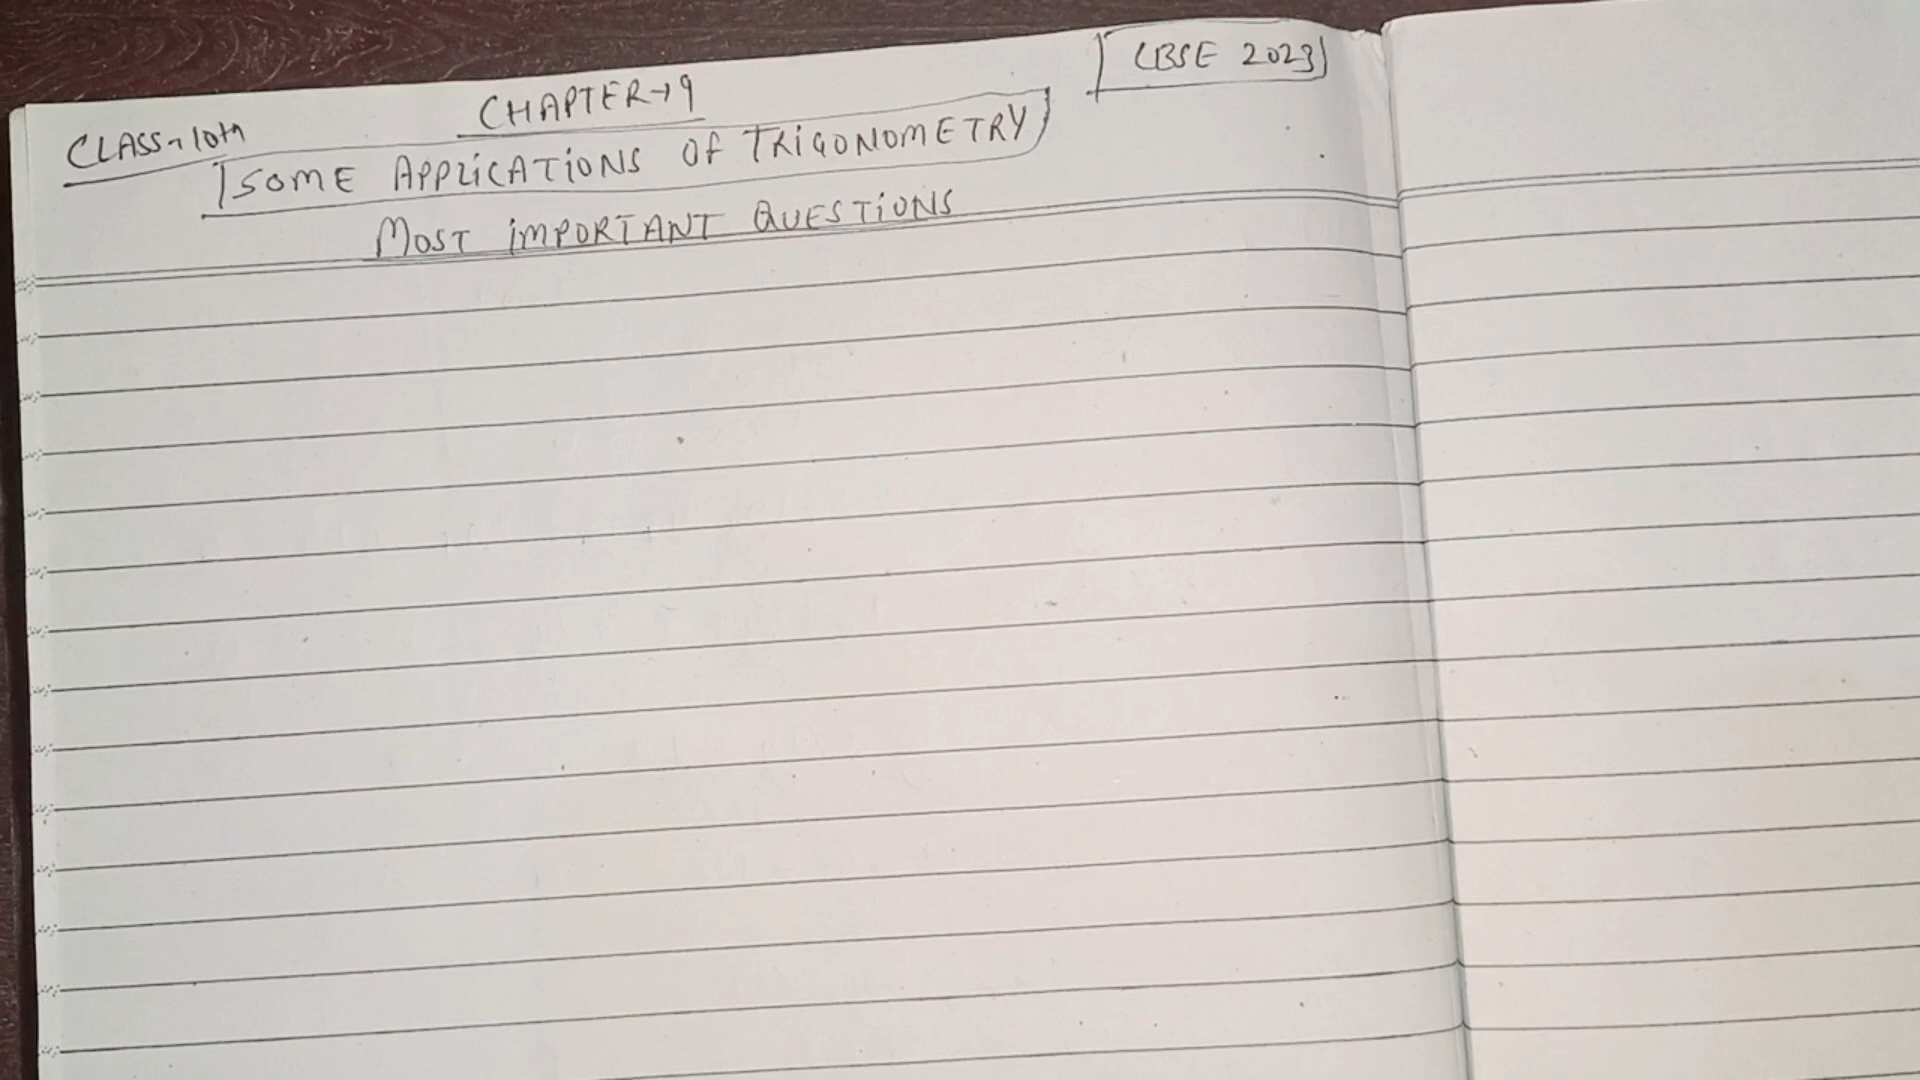 CBSE 2023
CLASS→10th
CHAPTER→9
SOME APPLiCATiONS Of TRiGONOMETRY
MOST iMPORTANT QUESTiONS